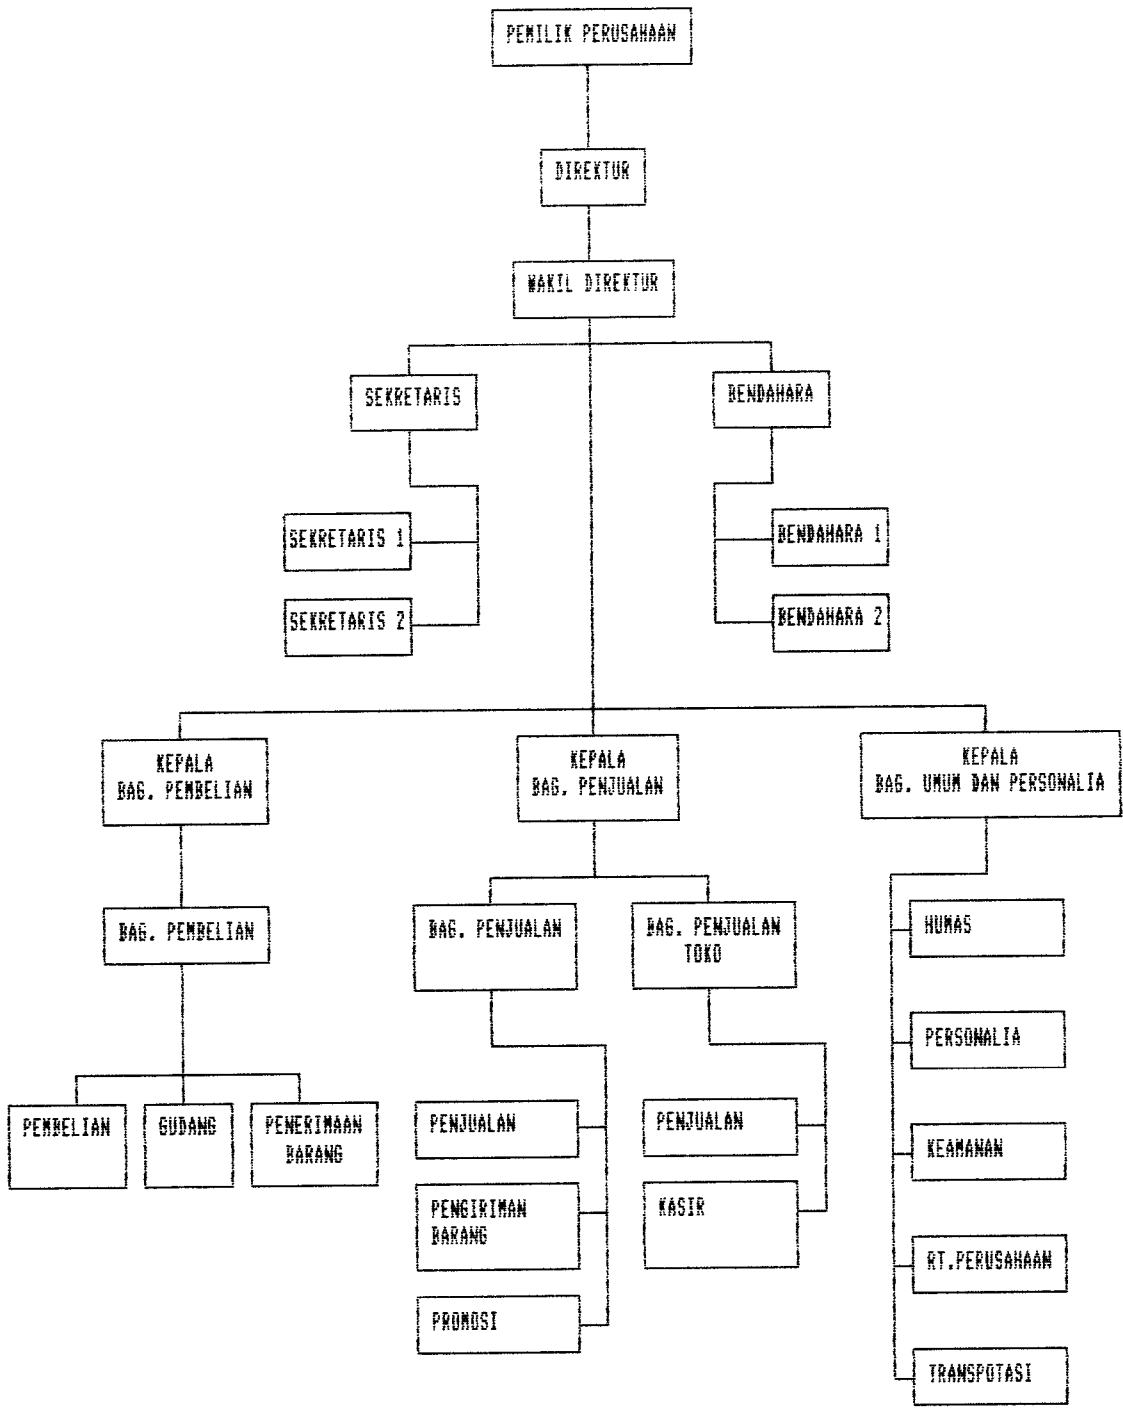 PEMILIK PERUSAHAAN
DIREKTUR
WAKIL DIREKTUR
SEKRETARIS
BENDAHARA
SEKRETARIS 1
BENDAHARA 1
SEKRETARIS 2
BENDAHARA 2
KEPALA
BAG. PEMBELIAN
KEPALA
BAG. PENJUALAN
KEPALA
BAG. UMUM DAN PERSONALIA
BAG. PEMBELIAN
BAG. PENJUALAN
BAG. PENJUALAN
TOKO
HUMAS
PERSONALIA
PEMBELIAN
GUDANG
PENERIMAAN
BARANG
PENJUALAN
PENJUALAN
KEAMANAN
PENGIRIMAN
BARANG
KASIR
RT.PERUSAHAAN
PROMOSI
TRANSPOTASI